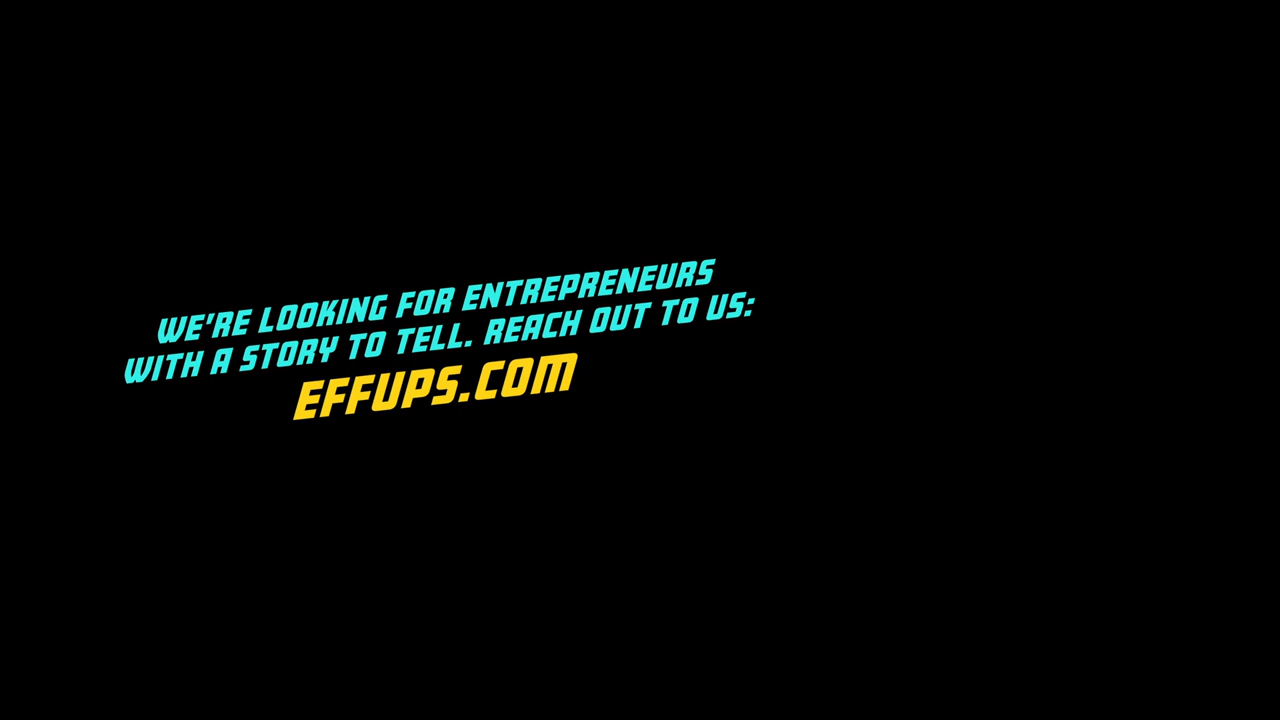 WE'RE LOOKING FOR ENTREPRENEURS
WITH A STORY TO TELL. REACH OUT TO US:
EFFUPS.COM